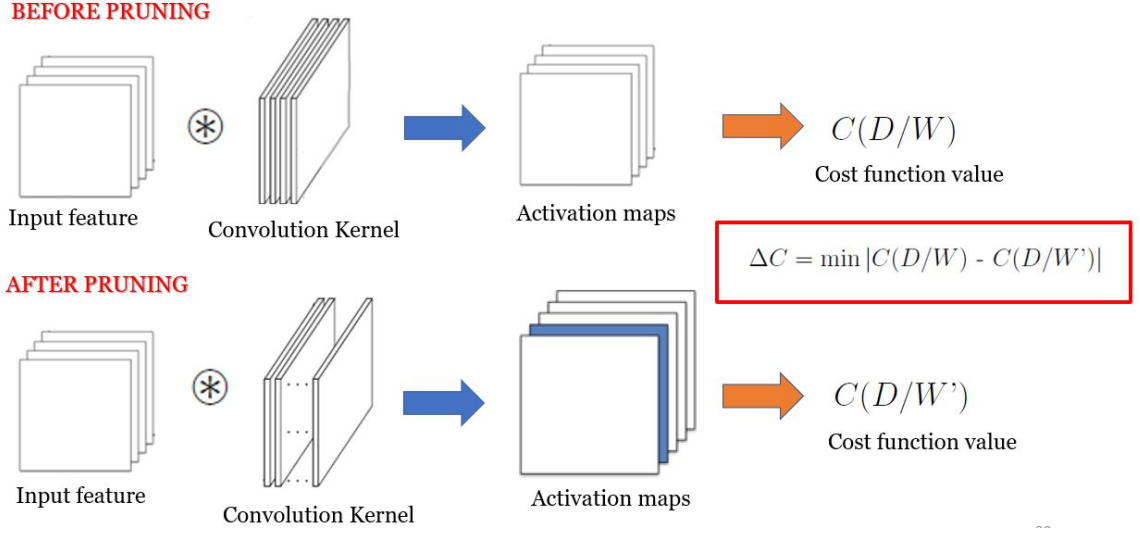 BEFORE PRUNING
Input feature
Convolution Kernel
Activation maps
C(D/W)
Cost function value
ΔC = min |C(D/W) - C(D/W’)|
AFTER PRUNING
. . .
. . .
. . .
Input feature
Convolution Kernel
Activation maps
C(D/W’)
Cost function value